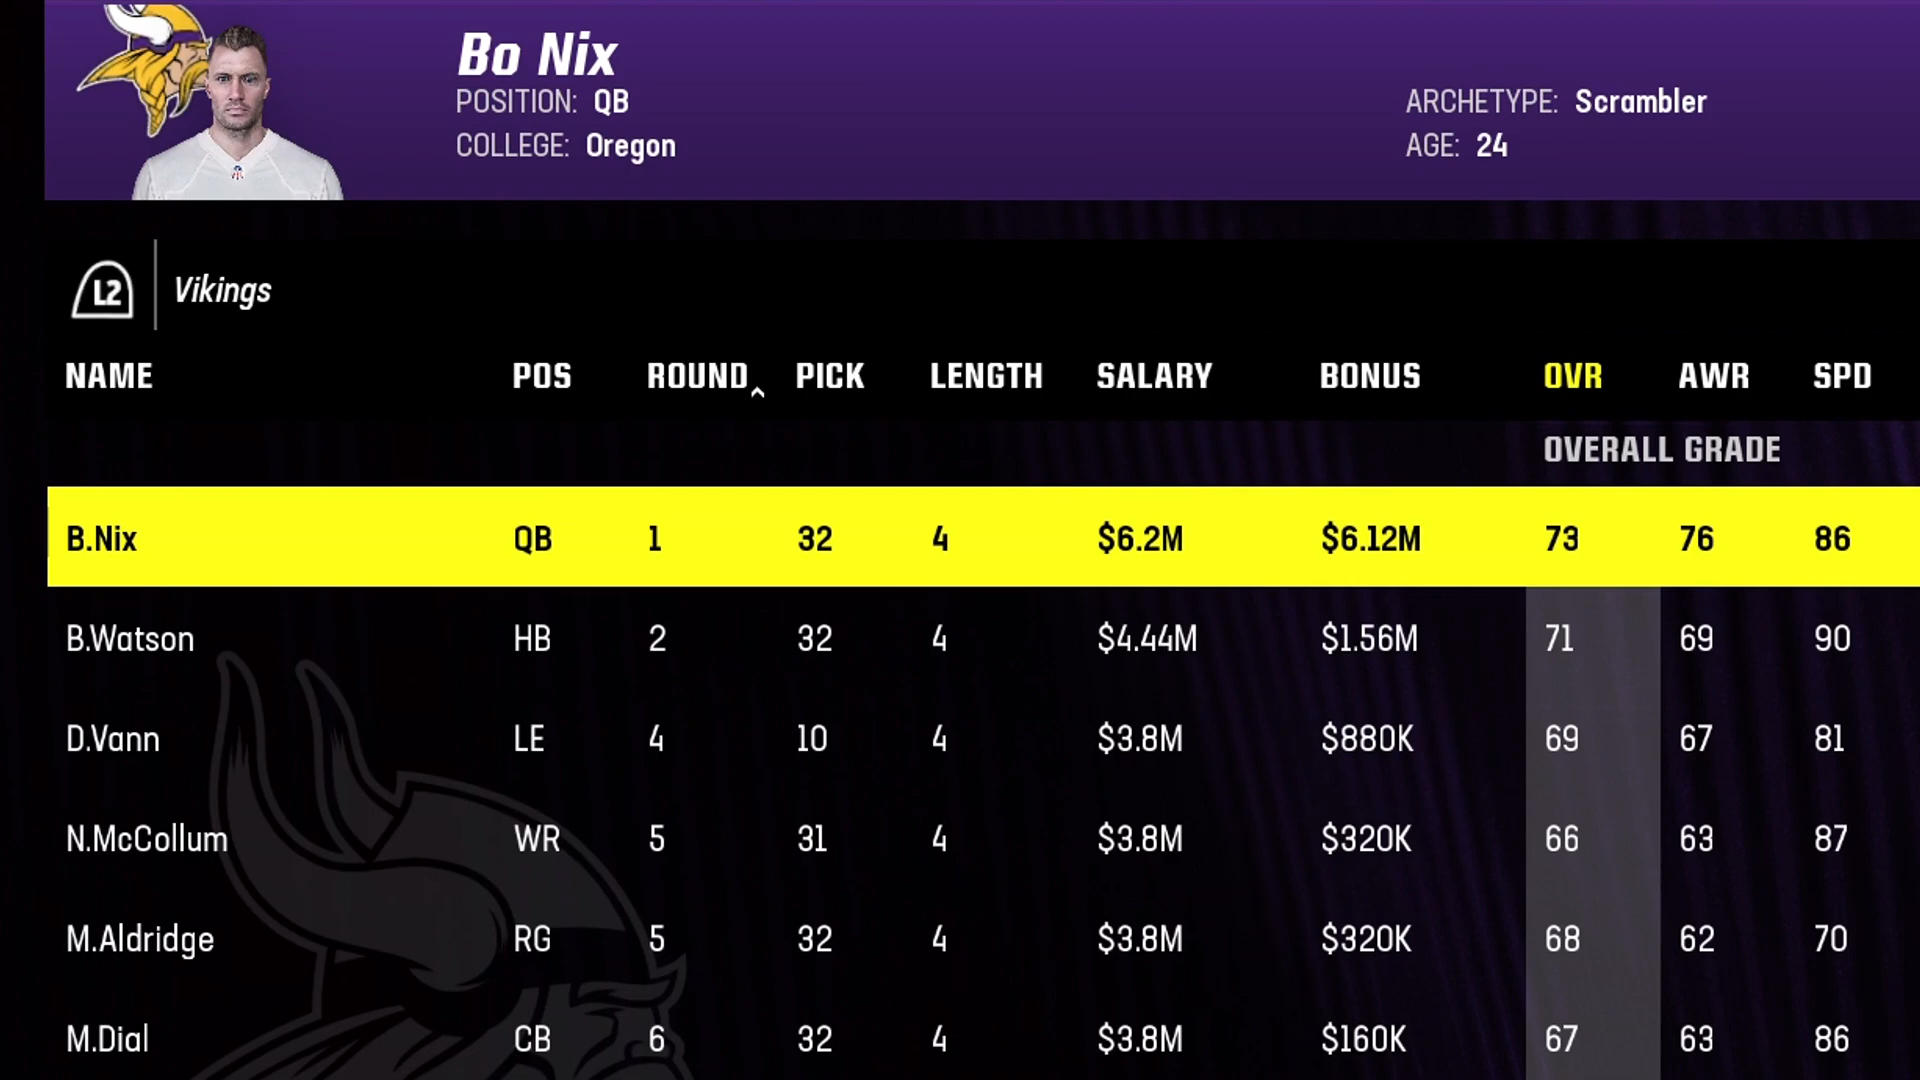 Bo Nix
POSITION: QB
ARCHETYPE: Scrambler
COLLEGE: Oregon
AGE: 24
L2 Vikings
NAME POS ROUND PICK LENGTH SALARY BONUS OVR AWR SPD
OVERALL GRADE
B.Nix QB 1 32 4 $6.2M $6.12M 73 76 86
B.Watson HB 2 32 4 $4.44M $1.56M 71 69 90
D.Vann LE 4 10 4 $3.8M $880K 69 67 81
N.McCollum WR 5 31 4 $3.8M $320K 66 63 87
M.Aldridge RG 5 32 4 $3.8M $320K 68 62 70
M.Dial CB 6 32 4 $3.8M $160K 67 63 86